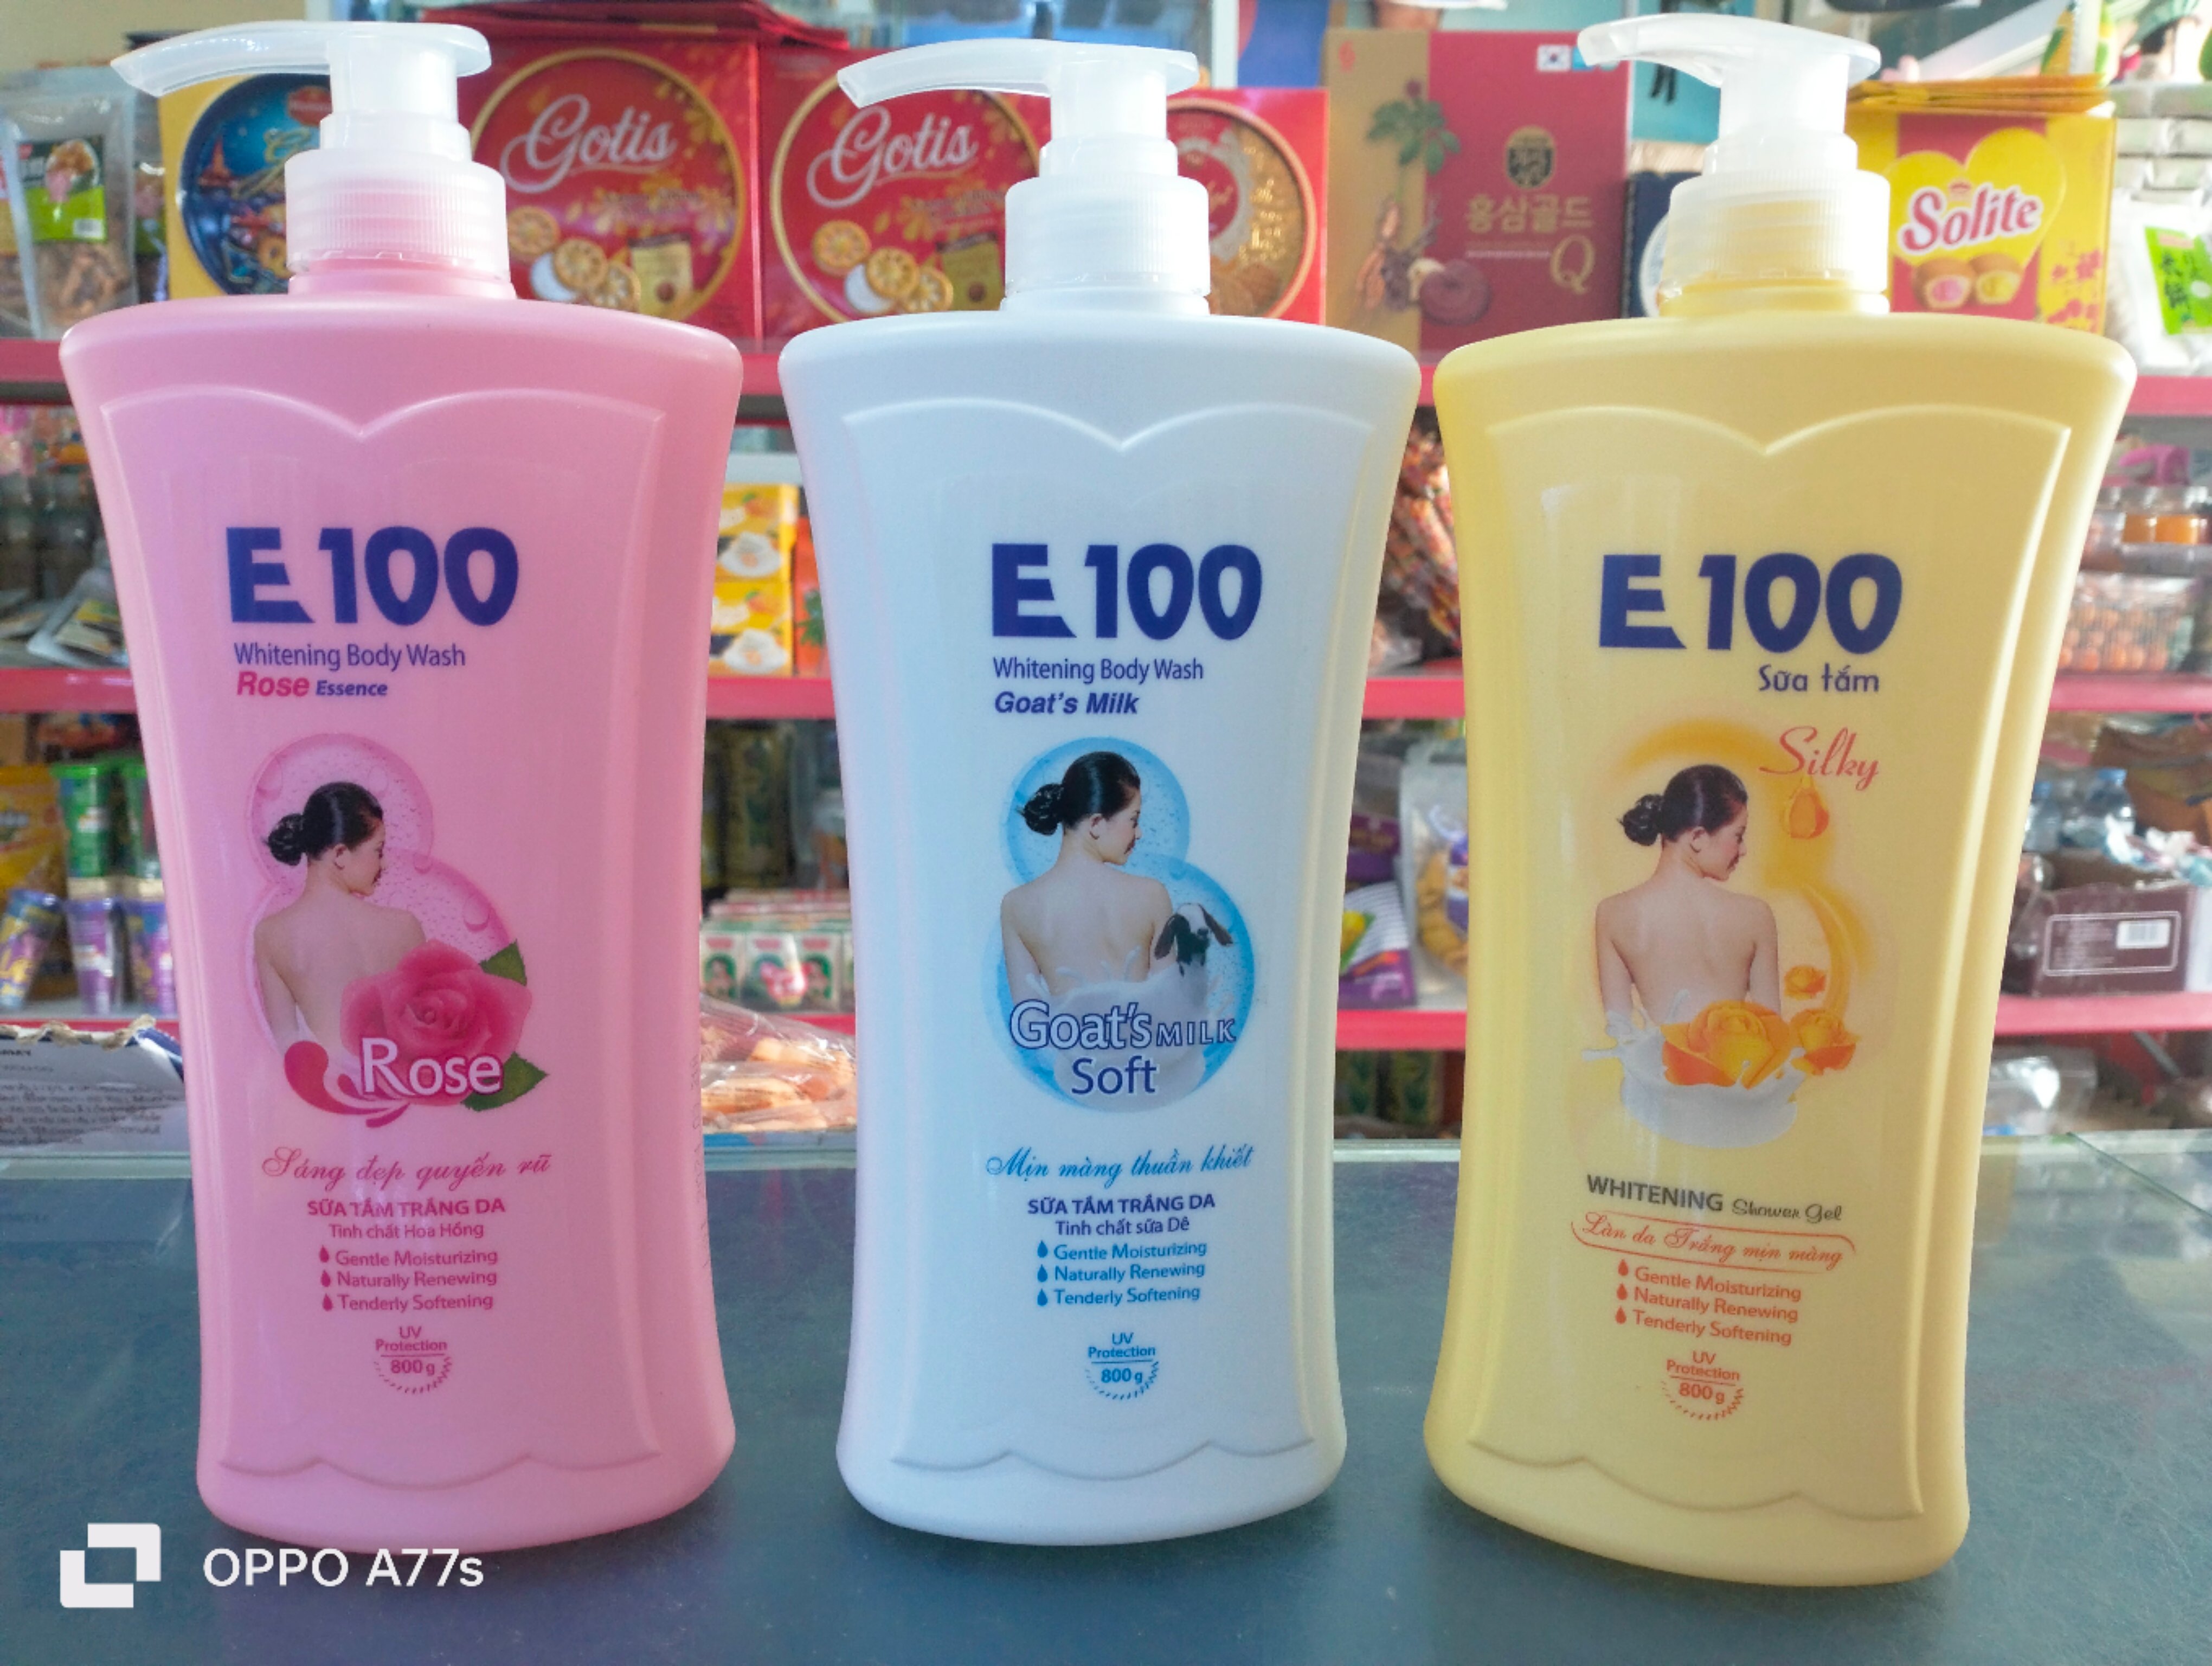 Gotis
Gotis
홍삼골드
Q
Solite
E100
Whitening Body Wash
Rose Essence
Rose
Sáng đẹp quyến rũ
SỮA TẮM TRẮNG DA
Tinh chất Hoa Hồng
Gentle Moisturizing
Naturally Renewing
Tenderly Softening
UV
Protection
800g
E100
Whitening Body Wash
Goat's Milk
Goat's MILK
Soft
Mịn màng thuần khiết
SỮA TẮM TRẮNG DA
Tinh chất sữa Dê
Gentle Moisturizing
Naturally Renewing
Tenderly Softening
UV
Protection
800g
E100
Sữa tắm
Silky
WHITENING Shower Gel
Làn da Trắng mịn màng
Gentle Moisturizing
Naturally Renewing
Tenderly Softening
UV
Protection
800g
OPPO A77s